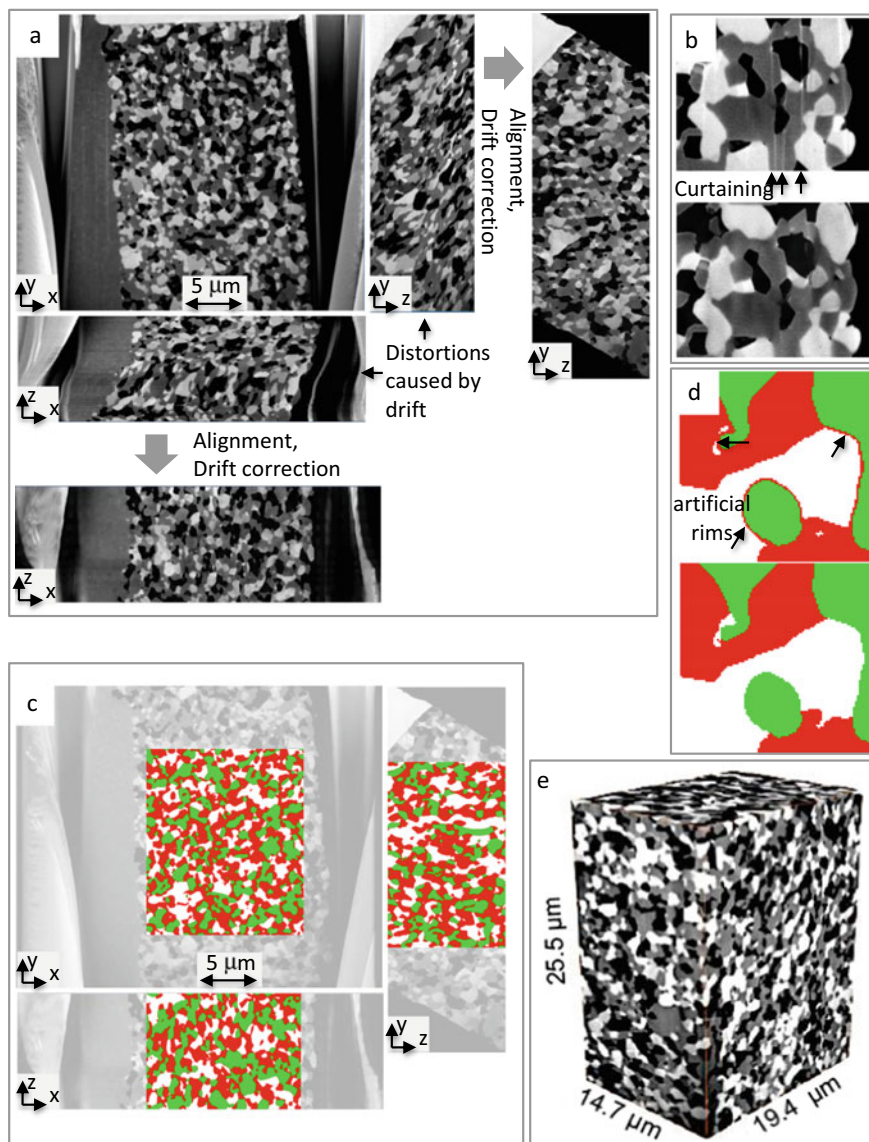 a
y
x
5 μm
y
z
Alignment,
Drift correction
y
z
z
x
Distortions
caused by
drift
Alignment,
Drift correction
z
x
b
Curtaining
d
artificial
rims
c
y
x
5 μm
y
z
z
x
e
25.5 μm
14.7 μm
19.4 μm